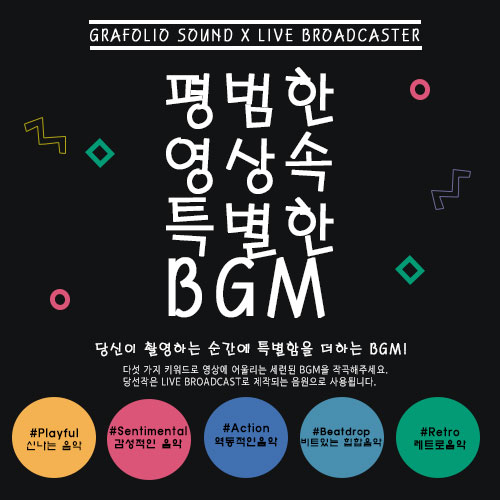 GRAFOLIO SOUND X LIVE BROADCASTER
평범한
영상속
특별한
BGM
당신이 촬영하는 순간에 특별함을 더하는 BGM!
다섯 가지 키워드로 영상에 어울리는 세련된 BGM을 작곡해주세요.
당선작은 LIVE BROADCAST로 제작되는 음원으로 사용됩니다.
#Playful
신나는 음악
#Sentimental
감성적인 음악
#Action
역동적인음악
#Beatdrop
비트있는 힙합음악
#Retro
레트로음악